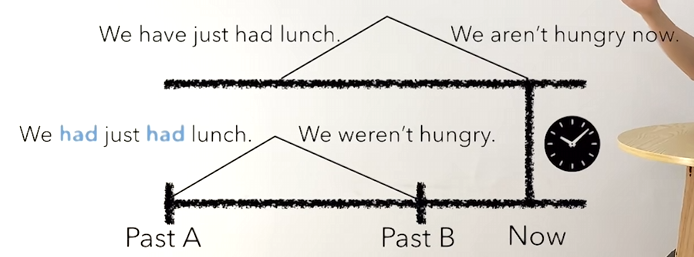 We have just had lunch. We aren't hungry now.
We had just had lunch. We weren't hungry.
Past A Past B Now